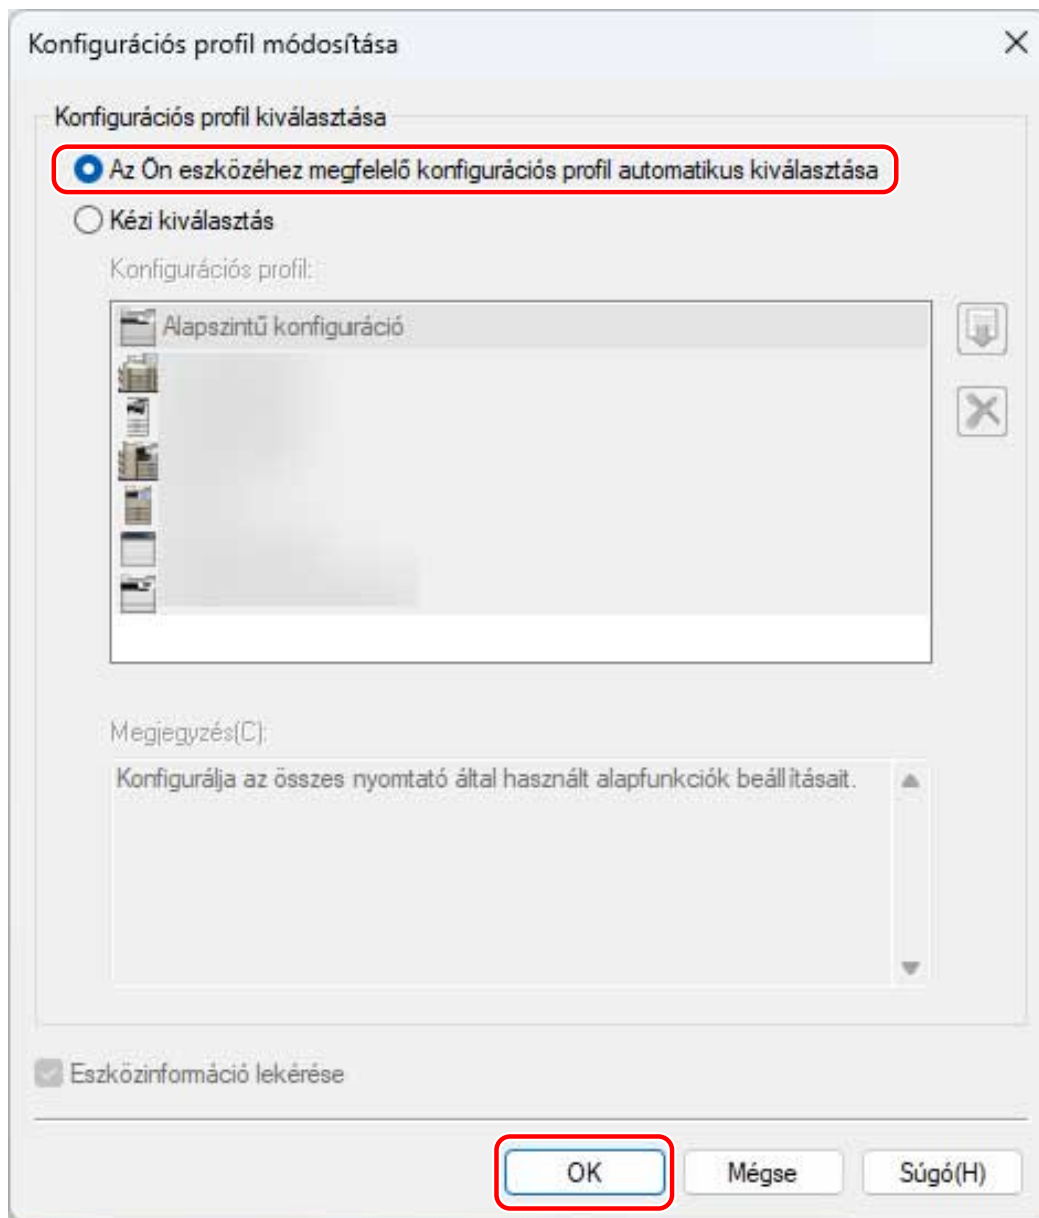 Konfigurációs profil módosítása
Konfigurációs profil kiválasztása
Az Ön eszközéhez megfelelő konfigurációs profil automatikus kiválasztása
Kézi kiválasztás
Konfigurációs profil:
Alapszintű konfiguráció
Megjegyzés(C):
Konfigurálja az összes nyomtató által használt alapfunkciók beállításait.
Eszközinformáció lekérése
OK Mégse Súgó(H)